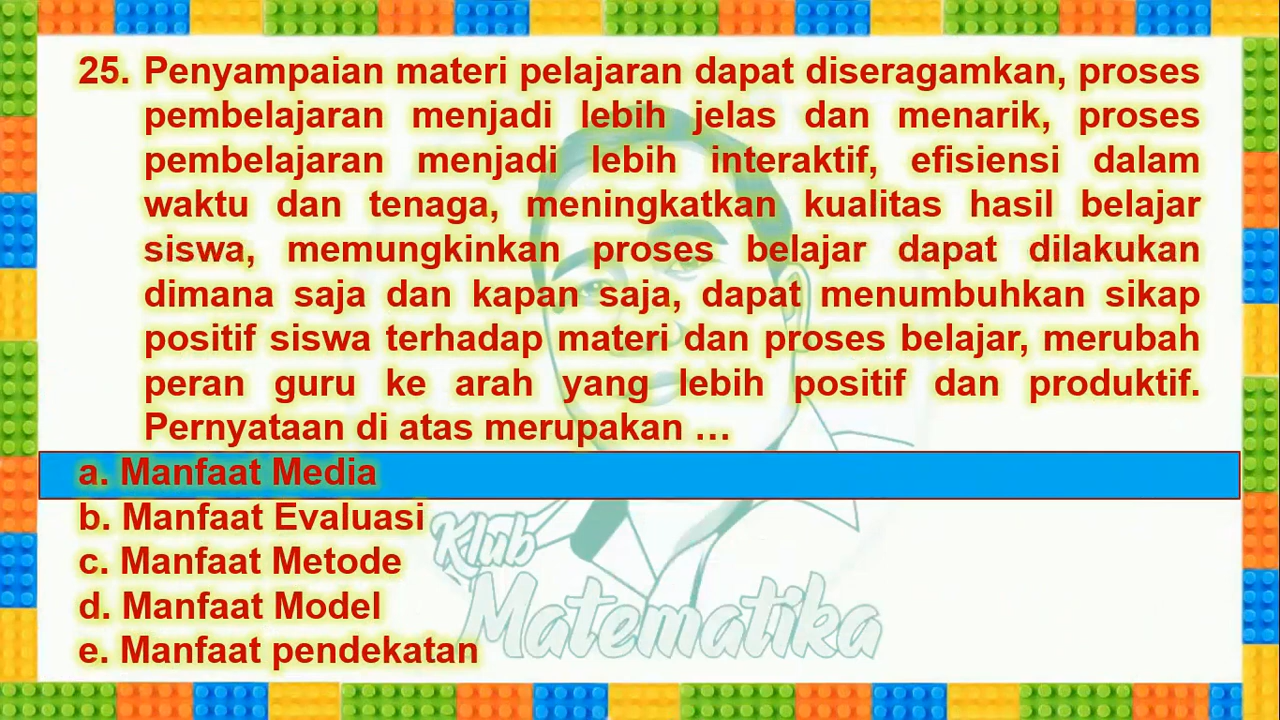 25. Penyampaian materi pelajaran dapat diseragamkan, proses
pembelajaran menjadi lebih jelas dan menarik, proses
pembelajaran menjadi lebih interaktif, efisiensi dalam
waktu dan tenaga, meningkatkan kualitas hasil belajar
siswa, memungkinkan proses belajar dapat dilakukan
dimana saja dan kapan saja, dapat menumbuhkan sikap
positif siswa terhadap materi dan proses belajar, merubah
peran guru ke arah yang lebih positif dan produktif.
Pernyataan di atas merupakan ...
a. Manfaat Media
b. Manfaat Evaluasi
c. Manfaat Metode
d. Manfaat Model
e. Manfaat pendekatan
Klub
Matematika